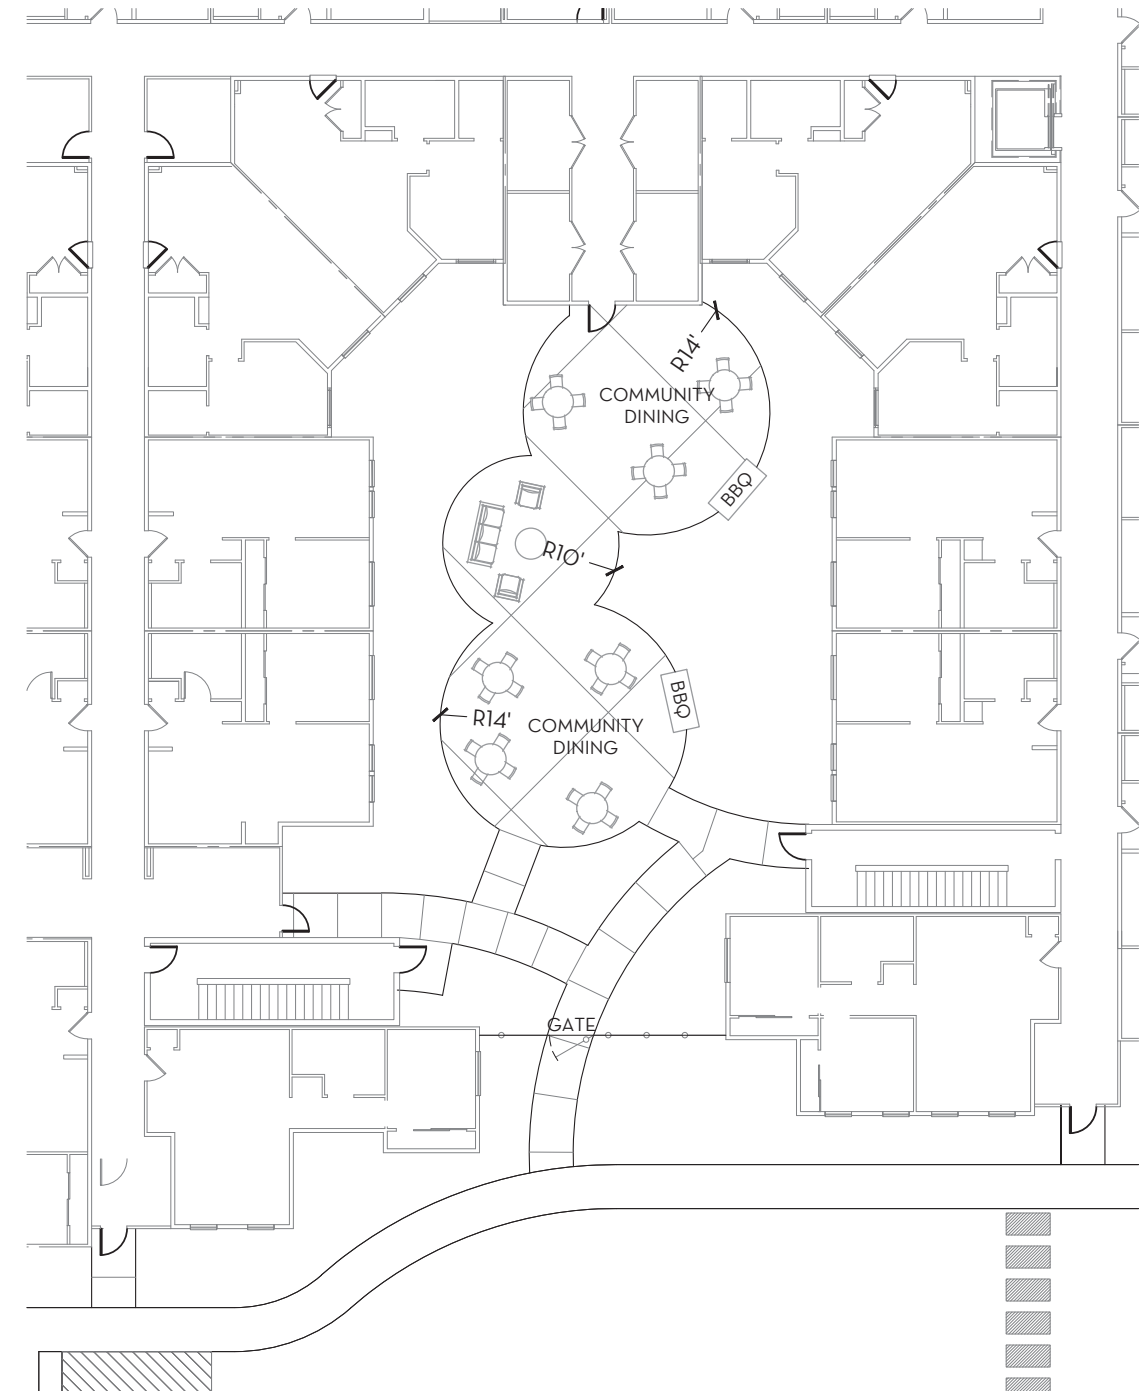 R14'
COMMUNITY
DINING
BBQ
R10'
BBQ
R14'
COMMUNITY
DINING
GATE